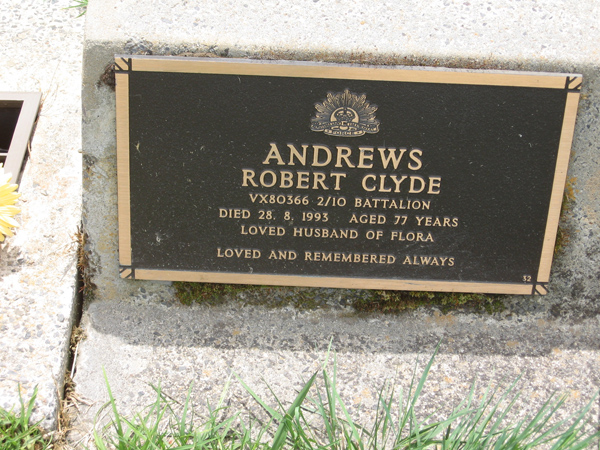 ANDREWS
ROBERT CLYDE
VX80366 2/10 BATTALION
DIED 28. 8. 1993 AGED 77 YEARS
LOVED HUSBAND OF FLORA
LOVED AND REMEMBERED ALWAYS
52